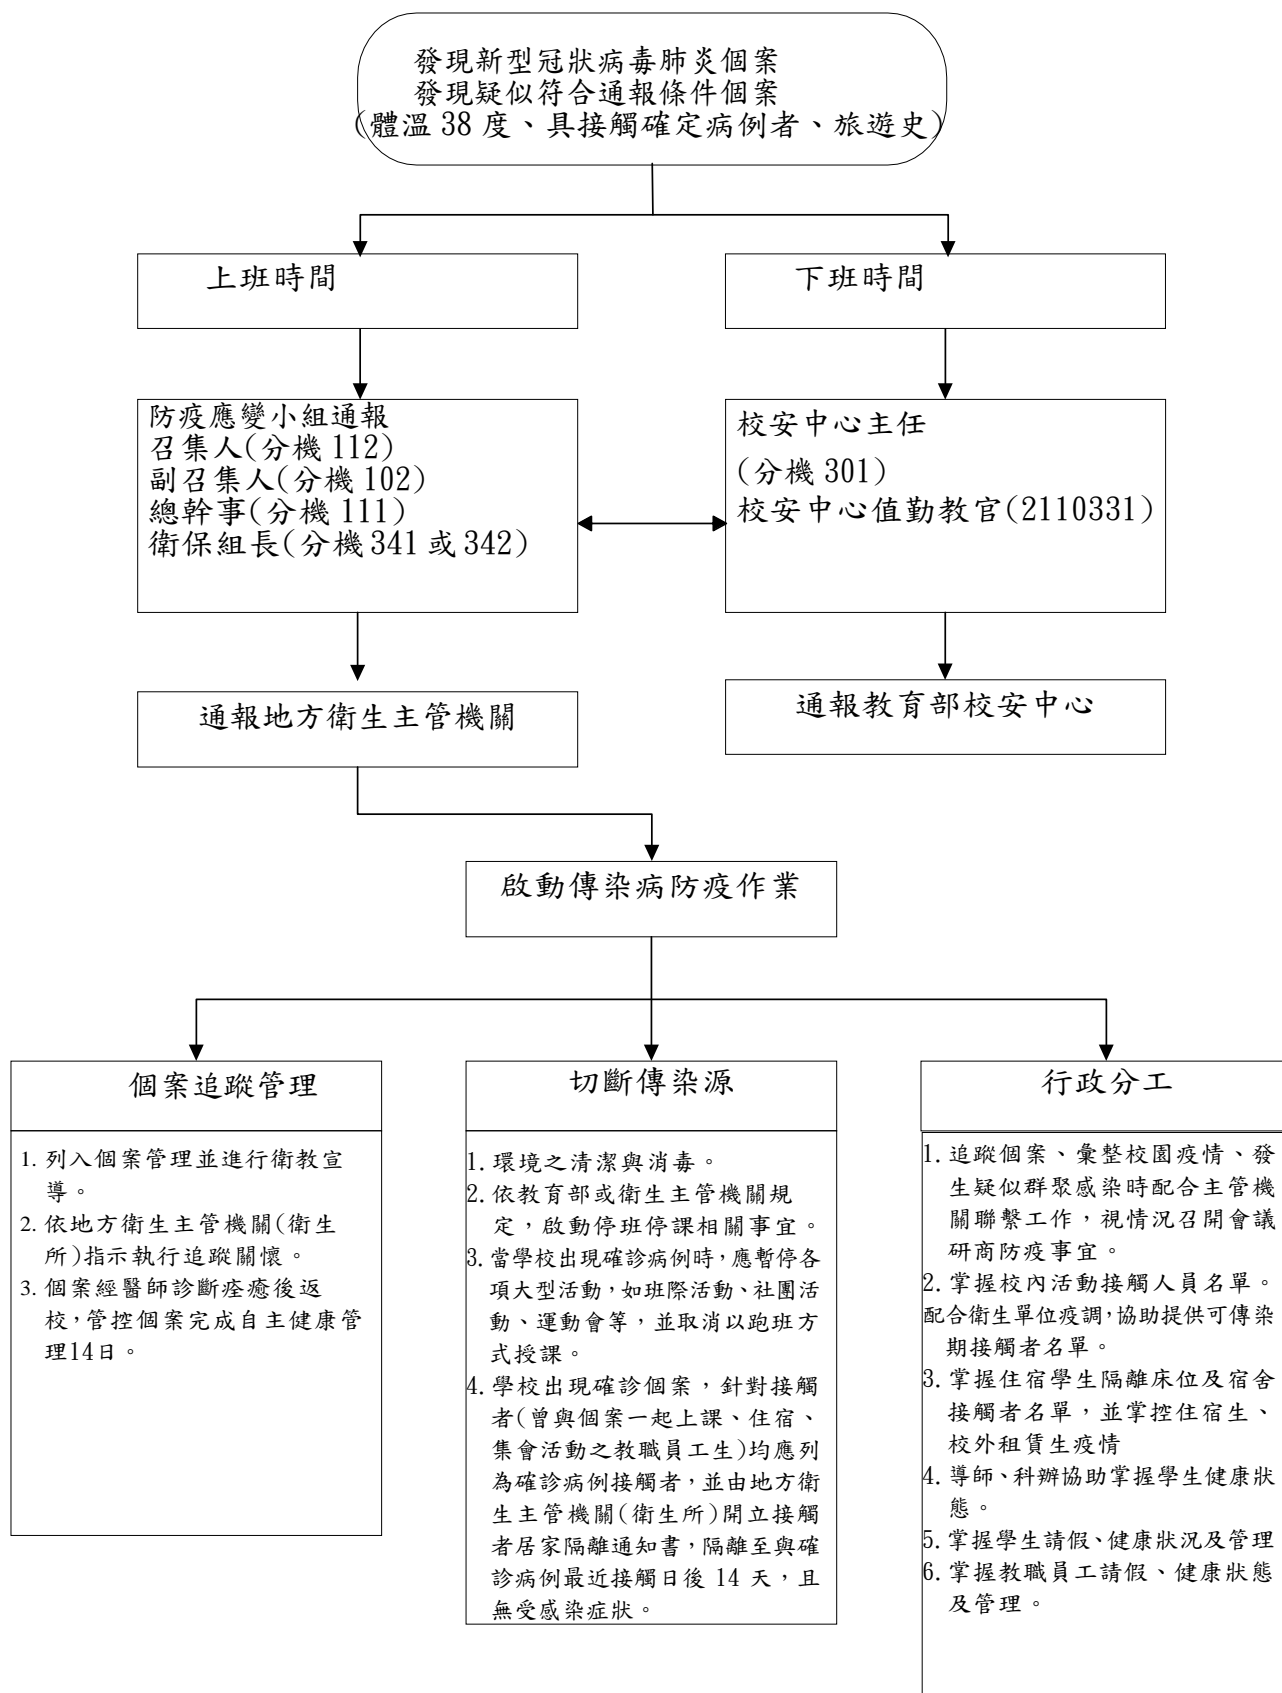 發現新型冠狀病毒肺炎個案
發現疑似符合通報條件個案
(體溫 38 度、具接觸確定病例者、旅遊史)
上班時間
下班時間
防疫應變小組通報
召集人(分機 112)
副召集人(分機 102)
總幹事(分機 111)
衛保組長(分機 341 或 342)
校安中心主任
(分機 301)
校安中心值勤教官(2110331)
通報地方衛生主管機關
通報教育部校安中心
啟動傳染病防疫作業
個案追蹤管理
1. 列入個案管理並進行衛教宣
導。
2. 依地方衛生主管機關(衛生
所)指示執行追蹤關懷。
3. 個案經醫師診斷痊癒後返
校，管控個案完成自主健康管
理14日。
切斷傳染源
1. 環境之清潔與消毒。
2. 依教育部或衛生主管機關規
定，啟動停班停課相關事宜。
3. 當學校出現確診病例時，應暫停各
項大型活動，如班際活動、社團活
動、運動會等，並取消以跑班方
式授課。
4. 學校出現確診個案，針對接觸
者(曾與個案一起上課、住宿、
集會活動之教職員工生)均應列
為確診病例接觸者，並由地方衛
生主管機關(衛生所)開立接觸
者居家隔離通知書，隔離至與確
診病例最近接觸日後 14 天，且
無受感染症狀。
行政分工
1. 追蹤個案、彙整校園疫情、發
生疑似群聚感染時配合主管機
關聯繫工作，視情況召開會議
研商防疫事宜。
2. 掌握校內活動接觸人員名單。
配合衛生單位疫調，協助提供可傳染
期接觸者名單。
3. 掌握住宿學生隔離床位及宿舍
接觸者名單，並掌控住宿生、
校外租賃生疫情
4. 導師、科辦協助掌握學生健康狀
態。
5. 掌握學生請假、健康狀況及管理
6. 掌握教職員工請假、健康狀態
及管理。